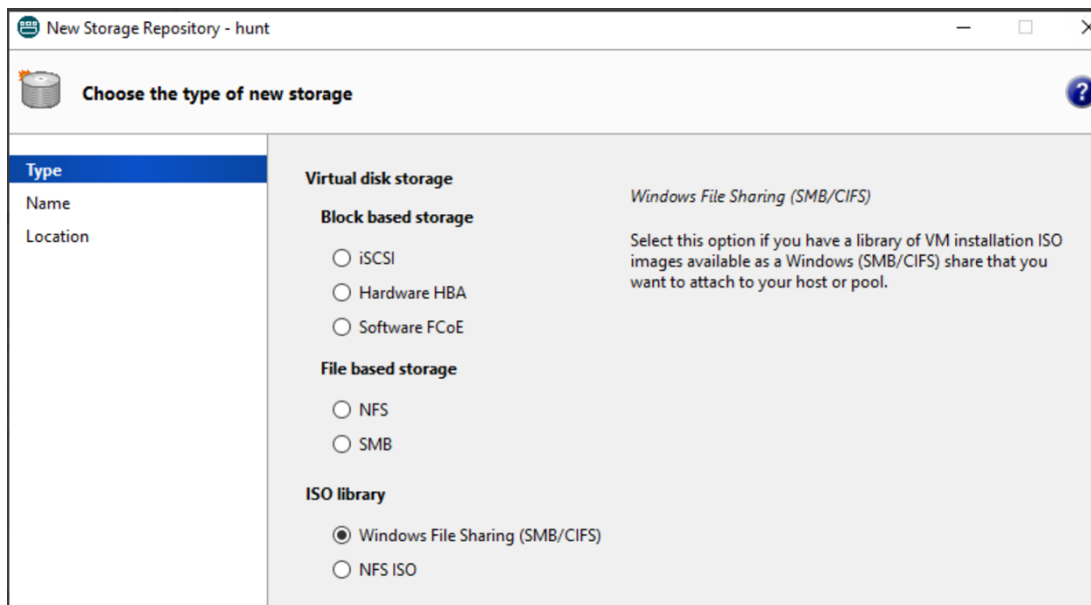 New Storage Repository - hunt
Choose the type of new storage
?
Type
Name
Location
Virtual disk storage
Block based storage
iSCSI
Hardware HBA
Software FCoE
File based storage
NFS
SMB
ISO library
Windows File Sharing (SMB/CIFS)
NFS ISO
Windows File Sharing (SMB/CIFS)
Select this option if you have a library of VM installation ISO
images available as a Windows (SMB/CIFS) share that you
want to attach to your host or pool.